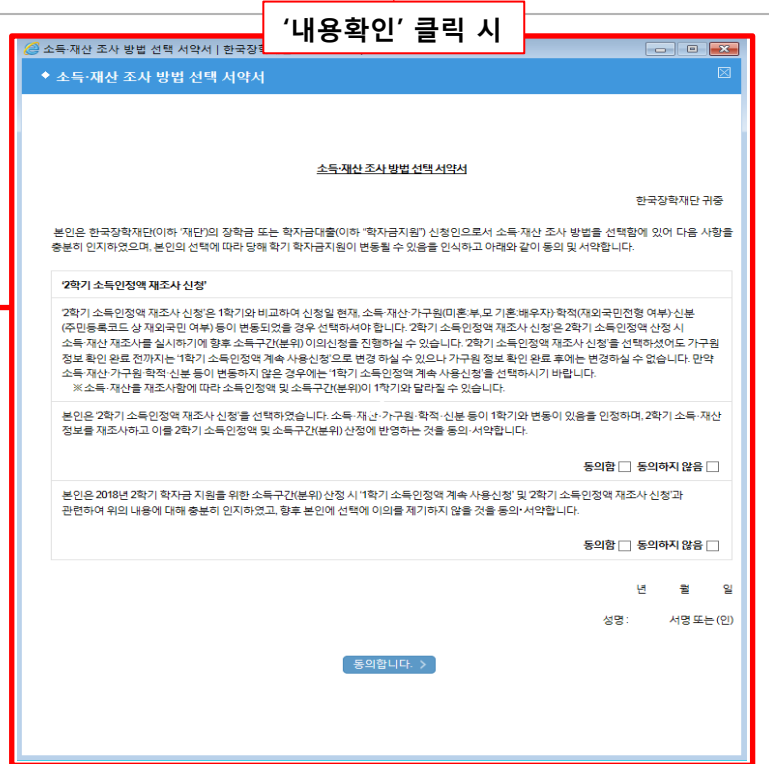 ‘내용확인’ 클릭 시
소득·재산 조사 방법 선택 서약서 | 한국장학
소득·재산 조사 방법 선택 서약서
소득·재산 조사 방법 선택 서약서
한국장학재단 귀중
본인은 한국장학재단(이하 ‘재단’)의 장학금 또는 학자금대출(이하 “학자금지원”) 신청인으로서 소득·재산 조사 방법을 선택함에 있어 다음 사항을
충분히 인지하였으며, 본인의 선택에 따라 당해 학기 학자금지원이 변동될 수 있음을 인식하고 아래와 같이 동의 및 서약합니다.
‘2학기 소득인정액 재조사 신청’
‘2학기 소득인정액 재조사 신청’은 1학기와 비교하여 신청일 현재, 소득·재산·가구원(미혼:부,모 기혼:배우자)·학적(재외국민전형 여부)·신분
(주민등록코드 상 재외국민 여부) 등이 변동되었을 경우 선택하셔야 합니다. ‘2학기 소득인정액 재조사 신청’은 2학기 소득인정액 산정 시
소득·재산 재조사를 실시하기에 향후 소득구간(분위) 이의신청을 진행하실 수 있습니다. ‘2학기 소득인정액 재조사 신청’을 선택하셨어도 가구원
정보 확인 완료 전까지는 ‘1학기 소득인정액 계속 사용신청’으로 변경 하실 수 있으나 가구원 정보 확인 완료 후에는 변경하실 수 없습니다. 만약
소득·재산·가구원·학적·신분 등이 변동하지 않은 경우에는 ‘1학기 소득인정액 계속 사용신청’을 선택하시기 바랍니다.
※ 소득·재산을 재조사함에 따라 소득인정액 및 소득구간(분위)이 1학기와 달라질 수 있습니다.
본인은 ‘2학기 소득인정액 재조사 신청’을 선택하였습니다. 소득·재산·가구원·학적·신분 등이 1학기와 변동이 있음을 인정하며, 2학기 소득·재산
정보를 재조사하고 이를 2학기 소득인정액 및 소득구간(분위) 산정에 반영하는 것을 동의·서약합니다.
동의함 □ 동의하지 않음 □
본인은 2018년 2학기 학자금 지원을 위한 소득구간(분위) 산정 시 ‘1학기 소득인정액 계속 사용신청’ 및 ‘2학기 소득인정액 재조사 신청’과
관련하여 위의 내용에 대해 충분히 인지하였고, 향후 본인에 선택에 이의를 제기하지 않을 것을 동의·서약합니다.
동의함 □ 동의하지 않음 □
년 월 일
성명 : 서명 또는 (인)
동의합니다. >